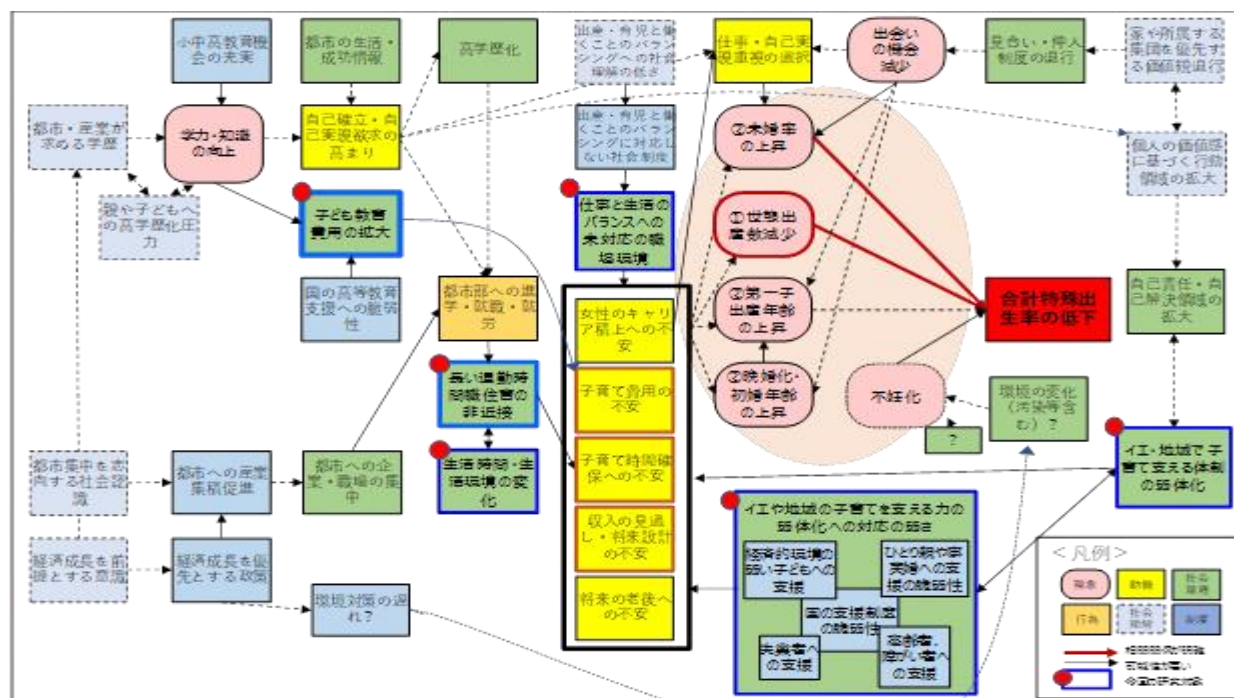 小中高教育機
会の充実
都市の生活・
成功情報
高学歴化
出産・育児と働
くことのバラン
シングへの社会
理解の低さ
仕事・自己実
現重視の選択
出会い
の機会
減少
見合い・仲人
制度の退行
家や所属する
集団を優先す
る価値観退行
都市・産業が
求める学歴
学力・知識
の向上
自己確立・自
己実現欲求の
高まり
出産・育児と働
くことのバラン
シングに対応し
ない社会制度
②未婚率
の上昇
個人の価値感
に基づく行動
領域の拡大
親や子どもへ
の高学歴化圧
力
子ども教育
費用の拡大
仕事と生活の
バランスへの
未対応の職
場環境
①世態出
産数減少
国の高等教育
支援への脆弱
性
都市部への進
学・就職・就
労
女性のキャリ
ア積上への不
安
②第一子
出産年齢
の上昇
合計特殊出
生率の低下
自己責任・自
己解決領域の
拡大
長い通勤時
間職住育の
非近接
子育て費用の
不安
②晩婚化・
初婚年齢
の上昇
不妊化
環境の変化
(汚染等含
む)？
？
都市集中を志
向する社会認
識
都市への産業
集積促進
都市への企
業・職場の集
中
生活時間・生
活環境の変
化
子育て時間確
保への不安
イエ・地域で子
育て支える体制
の弱体化
経済成長を前
提とする意識
経済成長を優
先とする政策
環境対策の遅
れ？
収入の見通
し・将来設計
の不安
将来の老後へ
の不安
イエや地域の子育てを支える力の
弱体化への対応の弱さ
経済的環境の
弱い子どもへの
支援
ひとり親や事
実婚への支
援の脆弱性
国の支援制度
の脆弱性
失業者への
支援
高齢者、
障がい者へ
の支援
＜凡例＞
動機
行為
制度
可能性が高い
今回の研究対象